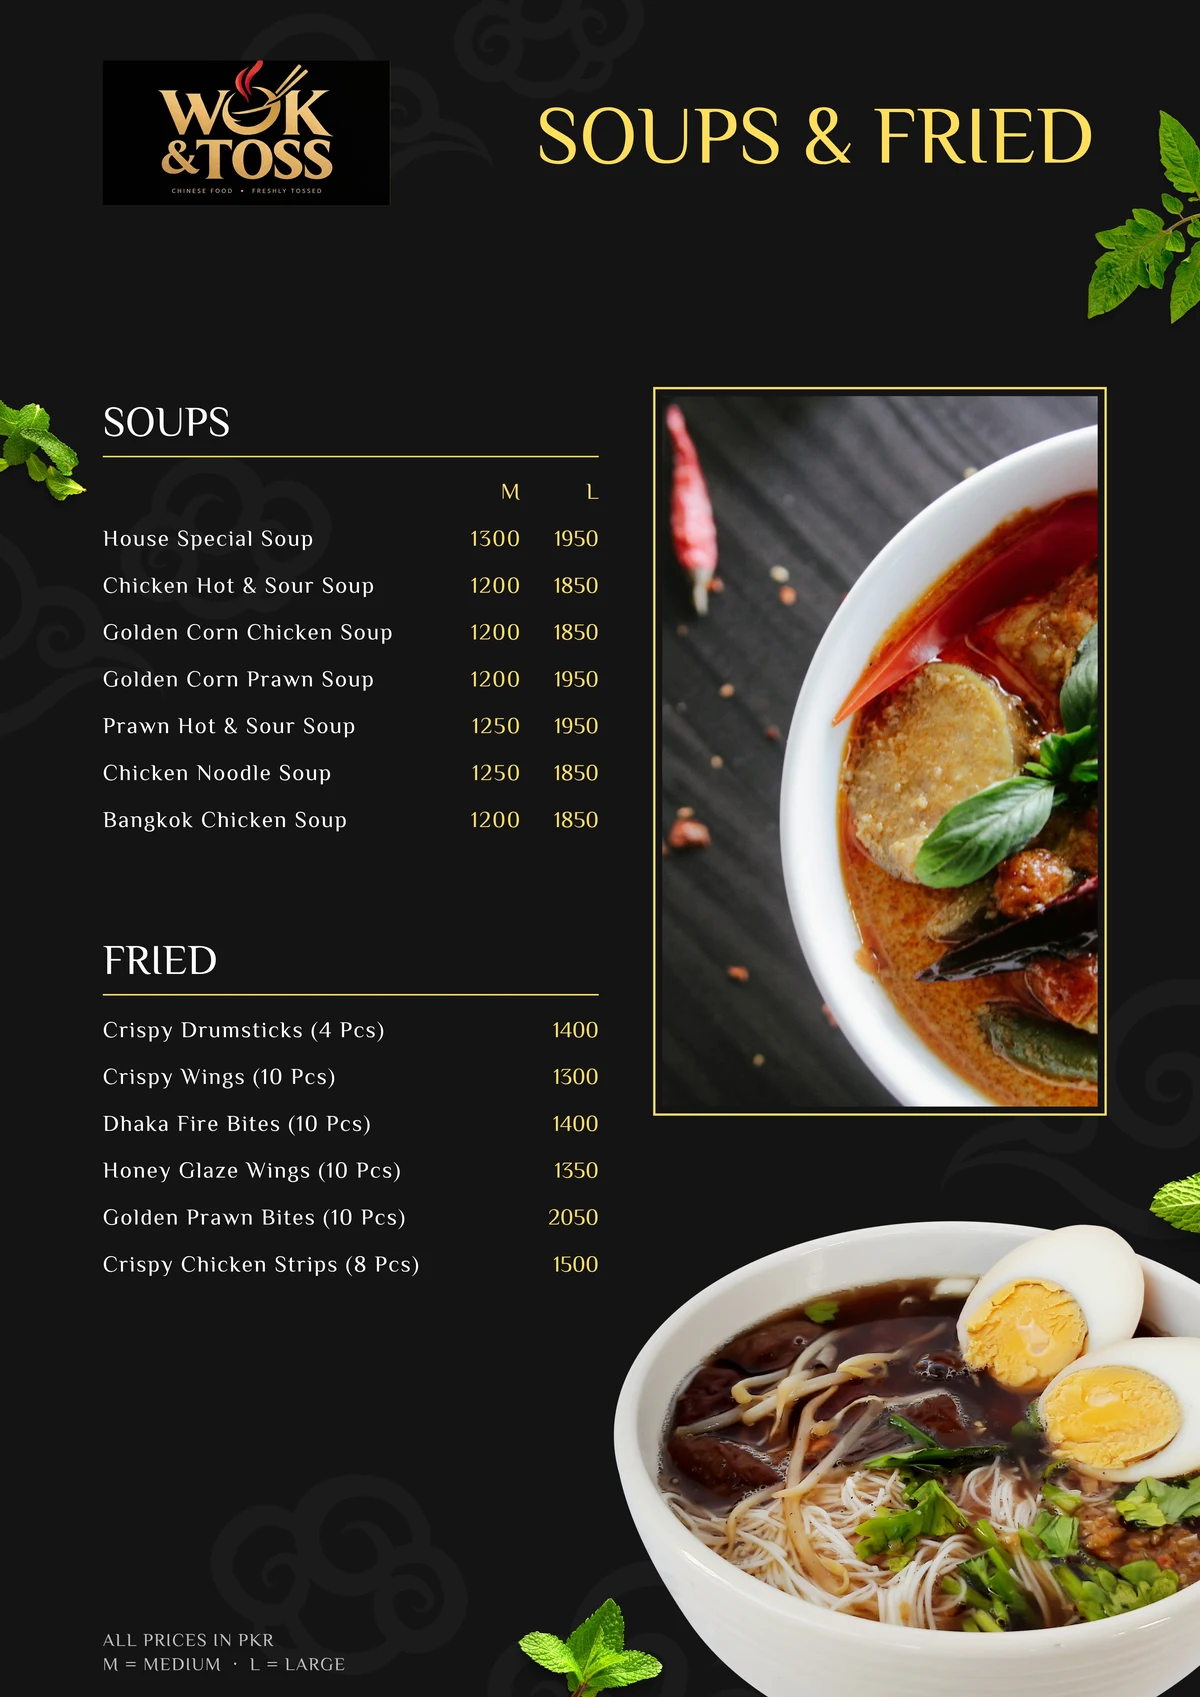 WOK
&TOSS
CHINESE FOOD • FRESHLY TOSSED
SOUPS & FRIED
SOUPS
M L
House Special Soup 1300 1950
Chicken Hot & Sour Soup 1200 1850
Golden Corn Chicken Soup 1200 1850
Golden Corn Prawn Soup 1200 1950
Prawn Hot & Sour Soup 1250 1950
Chicken Noodle Soup 1250 1850
Bangkok Chicken Soup 1200 1850
FRIED
Crispy Drumsticks (4 Pcs) 1400
Crispy Wings (10 Pcs) 1300
Dhaka Fire Bites (10 Pcs) 1400
Honey Glaze Wings (10 Pcs) 1350
Golden Prawn Bites (10 Pcs) 2050
Crispy Chicken Strips (8 Pcs) 1500
ALL PRICES IN PKR
M = MEDIUM · L = LARGE